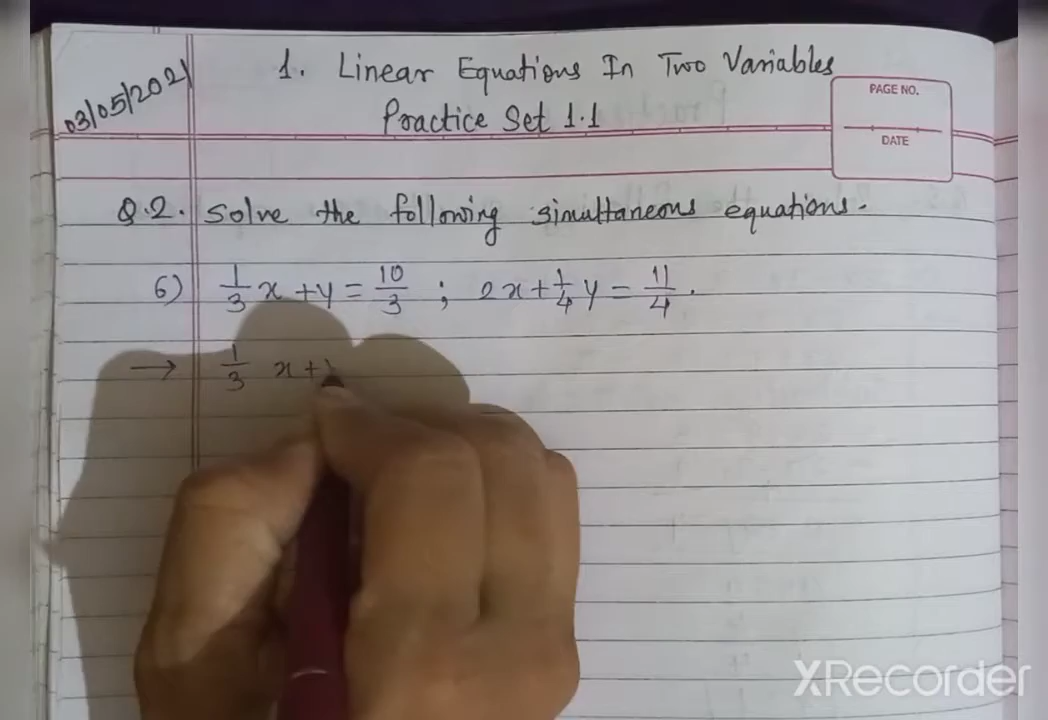 03/05/2021
1. Linear Equations In Two Variables
Practice Set 1.1
PAGE NO.
DATE
Q.2. Solve the following simultaneous equations.
6) 1/3 x + y = 10/3 ; 2x + 1/4 y = 11/4.
→ 1/3 x +
XRecorder